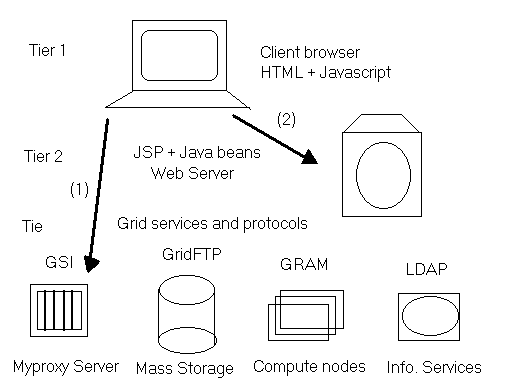 Tier 1
Client browser
HTML + Javascript
(2)
Tier 2
JSP + Java beans
Web Server
(1)
Tie
Grid services and protocols
GSI
GridFTP
GRAM
LDAP
Myproxy Server
Mass Storage
Compute nodes
Info. Services